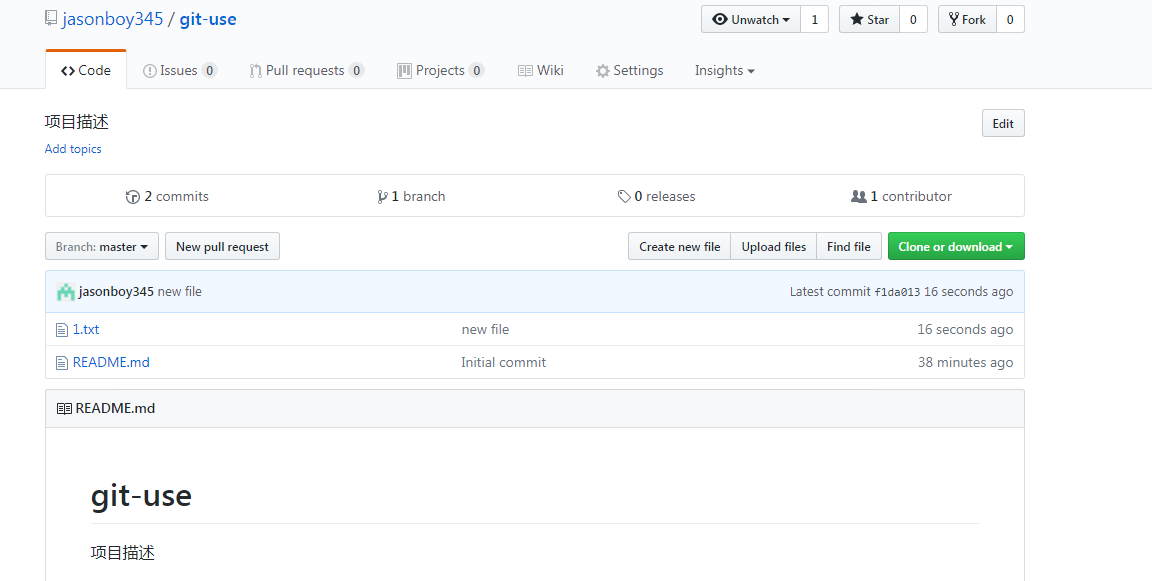 jasonboy345 / git-use Unwatch 1 Star 0 Fork 0
Code Issues 0 Pull requests 0 Projects 0 Wiki Settings Insights
项目描述 Edit
Add topics
2 commits 1 branch 0 releases 1 contributor
Branch: master New pull request Create new file Upload files Find file Clone or download
jasonboy345 new file Latest commit f1da013 16 seconds ago
1.txt new file 16 seconds ago
README.md Initial commit 38 minutes ago
README.md
git-use
项目描述